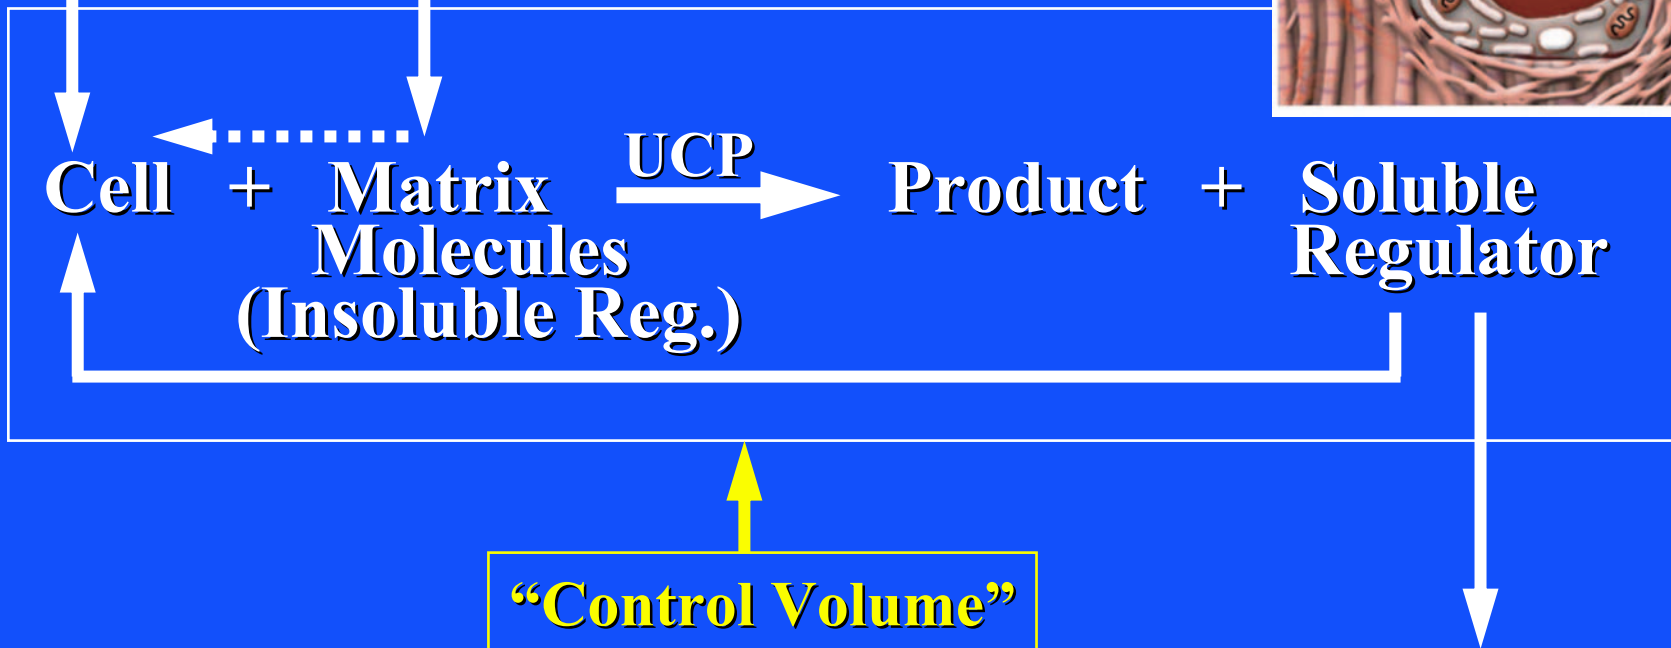 UCP
Cell + Matrix Product + Soluble
Molecules Regulator
(Insoluble Reg.)
“Control Volume”